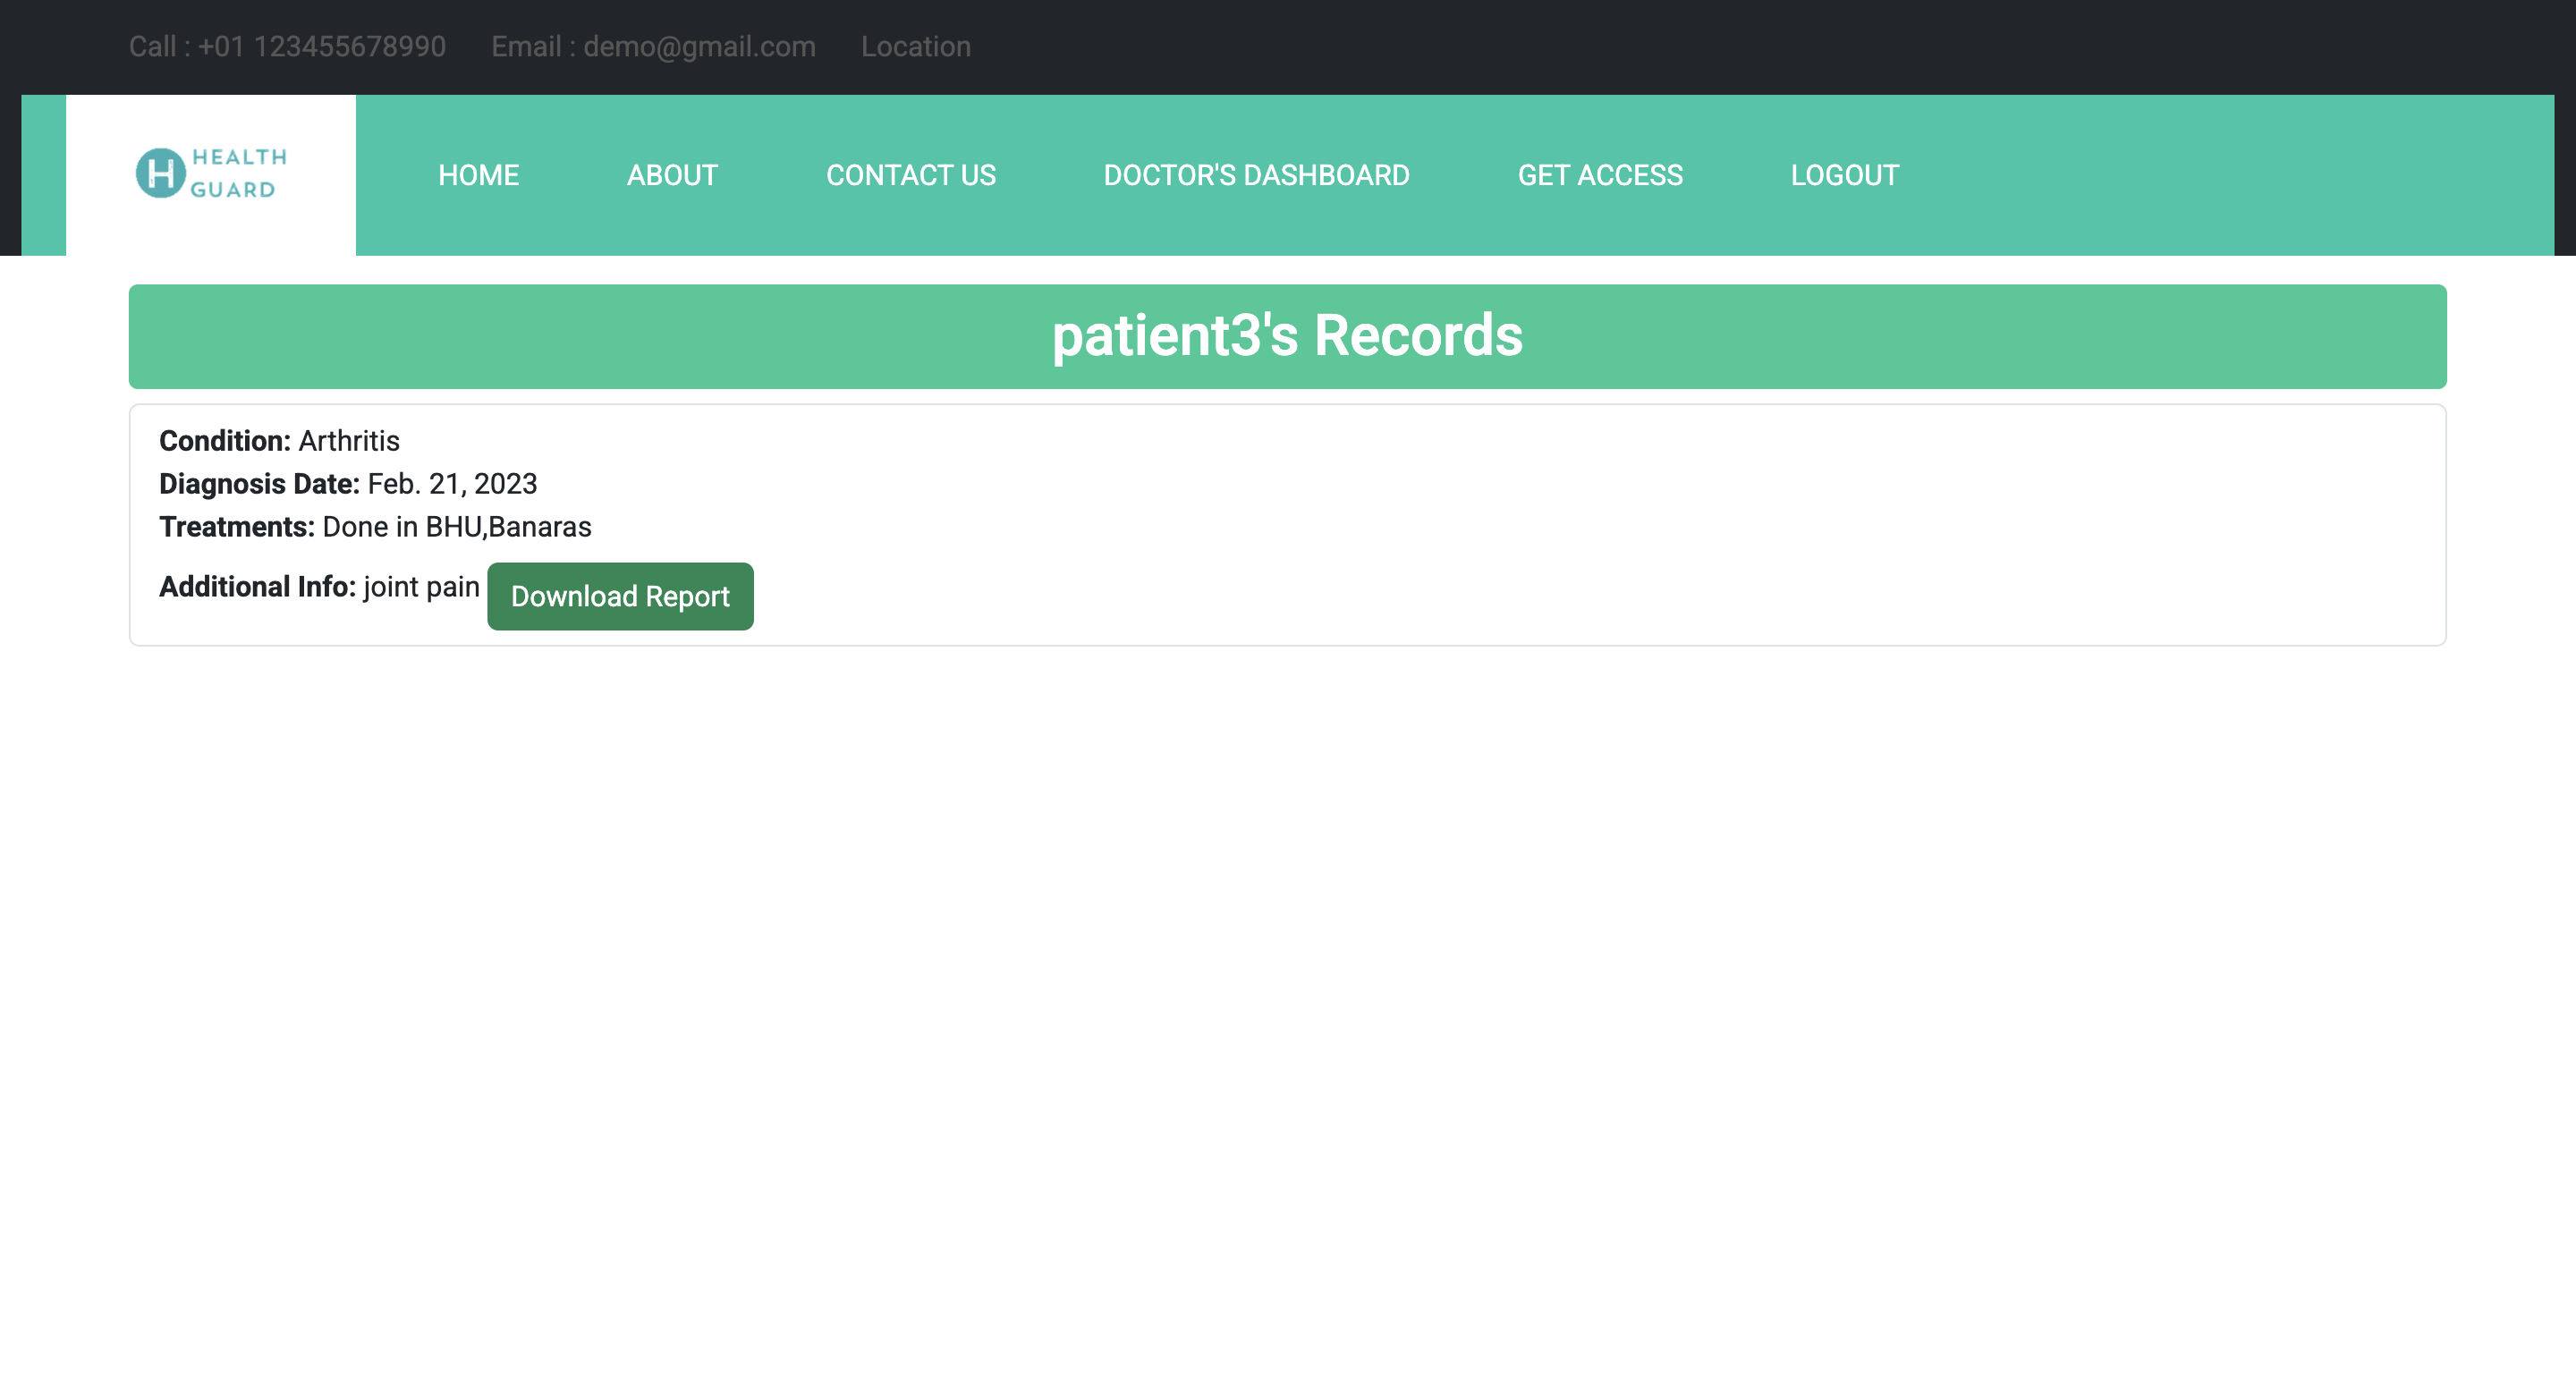 Call : +01 123455678990 Email : demo@gmail.com Location
HEALTH
GUARD
HOME ABOUT CONTACT US DOCTOR'S DASHBOARD GET ACCESS LOGOUT
patient3's Records
Condition: Arthritis
Diagnosis Date: Feb. 21, 2023
Treatments: Done in BHU,Banaras
Additional Info: joint pain Download Report